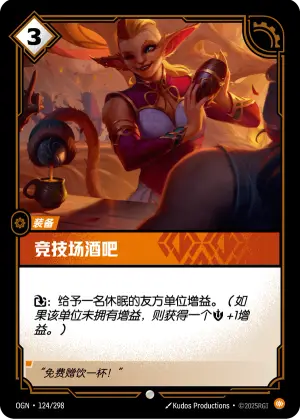 3
装备
竞技场酒吧
：给予一名休眠的友方单位增益。（如
果该单位未拥有增益，则获得一个 +1增
益。）
“免费赠饮一杯！”
OGN • 124/298
Kudos Productions • ©2025RGI